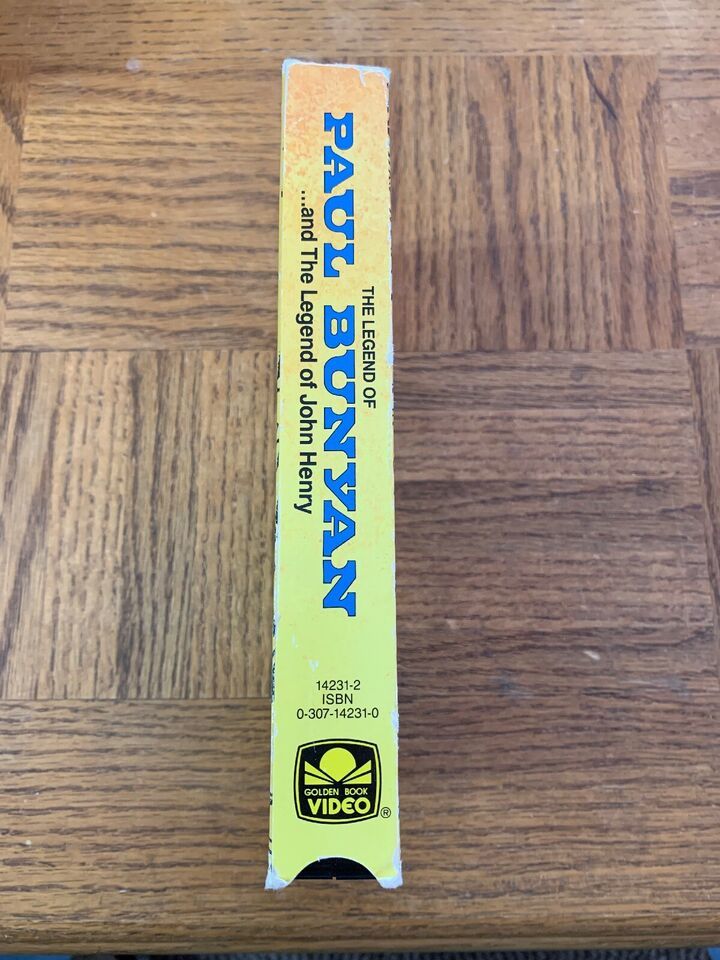 THE LEGEND OF
PAUL BUNYAN
...and The Legend of John Henry
14231-2
ISBN
0-307-14231-0
GOLDEN BOOK
VIDEO
®